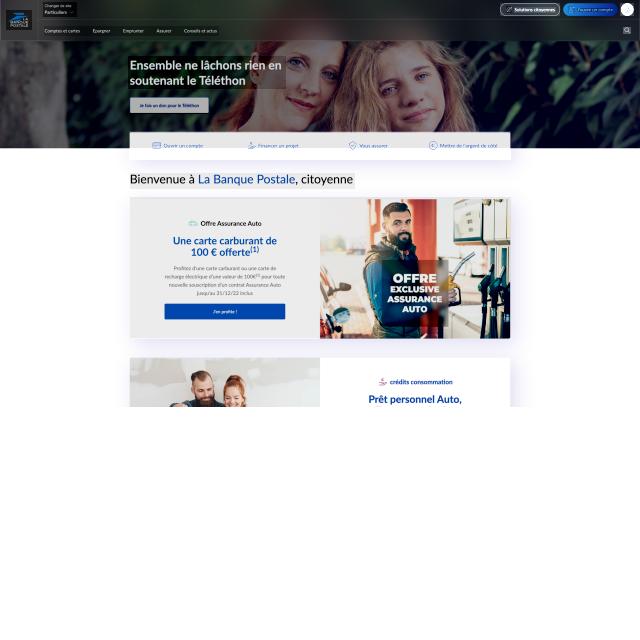 Changer de site
Particuliers
LA
BANQUE
POSTALE
Solutions citoyennes
Comptes et cartes
Épargner
Emprunter
Assurer
Conseils et actus
Ensemble ne lâchons rien en
soutenant le Téléthon
Je fais un don pour le Téléthon
Ouvrir un compte
Financer un projet
Vous assurer
Mettre de l'argent de côté
Bienvenue à La Banque Postale, citoyenne
Offre Assurance Auto
Une carte carburant de
100 € offerte(1)
Profitez d'une carte carburant ou une carte de
recharge électrique d'une valeur de 100€(1) pour toute
nouvelle souscription d'un contrat Assurance Auto
jusqu'au 31/12/22 inclus
J'en profite !
OFFRE
EXCLUSIVE
ASSURANCE
AUTO
crédits consommation
Prêt personnel Auto,